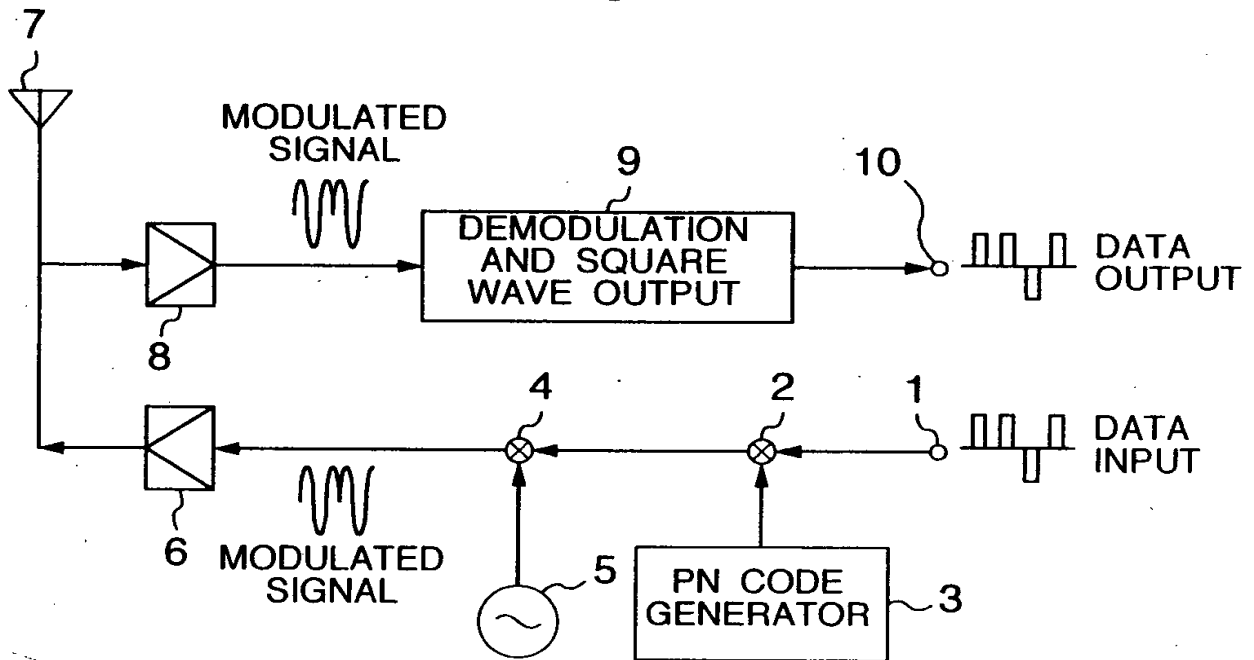 7
MODULATED
SIGNAL
9
10
DEMODULATION
AND SQUARE
WAVE OUTPUT
DATA
OUTPUT
8
4
2
1
DATA
INPUT
6
MODULATED
SIGNAL
5
PN CODE
GENERATOR
3